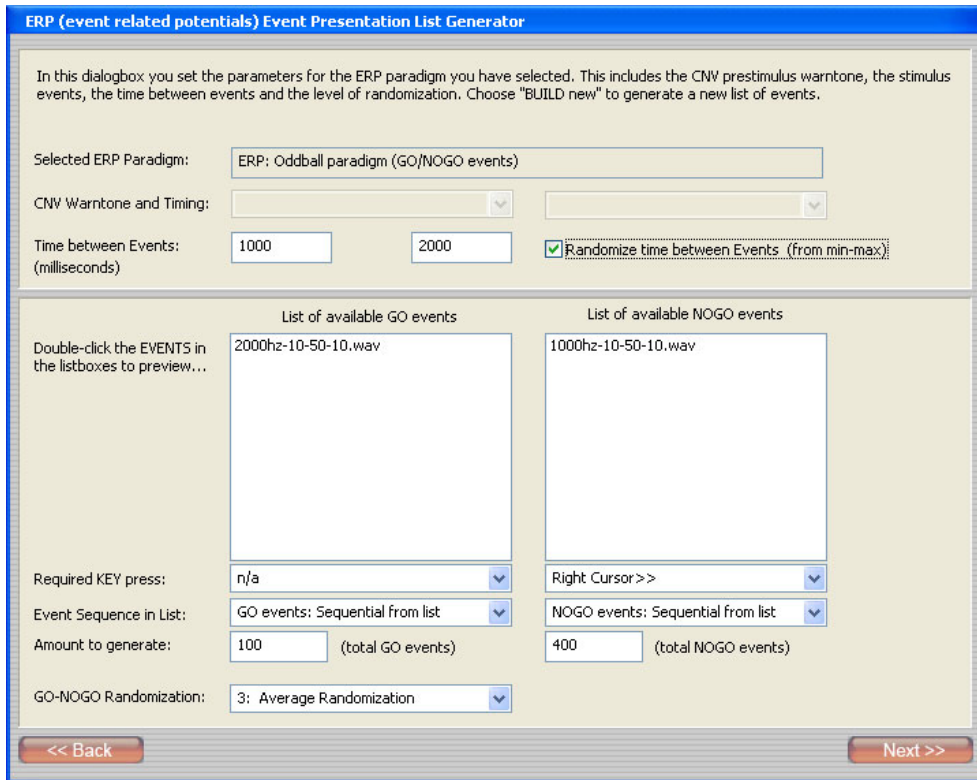 ERP (event related potentials) Event Presentation List Generator
In this dialogbox you set the parameters for the ERP paradigm you have selected. This includes the CNV prestimulus warntone, the stimulus
events, the time between events and the level of randomization. Choose "BUILD new" to generate a new list of events.
Selected ERP Paradigm: ERP: Oddball paradigm (GO/NOGO events)
CNV Warntone and Timing:
Time between Events: 1000 2000 Randomize time between Events (from min-max)
(milliseconds)
List of available GO events List of available NOGO events
Double-click the EVENTS in 2000hz-10-50-10.wav 1000hz-10-50-10.wav
the listboxes to preview...
Required KEY press: n/a Right Cursor>>
Event Sequence in List: GO events: Sequential from list NOGO events: Sequential from list
Amount to generate: 100 (total GO events) 400 (total NOGO events)
GO-NOGO Randomization: 3: Average Randomization
<< Back Next >>